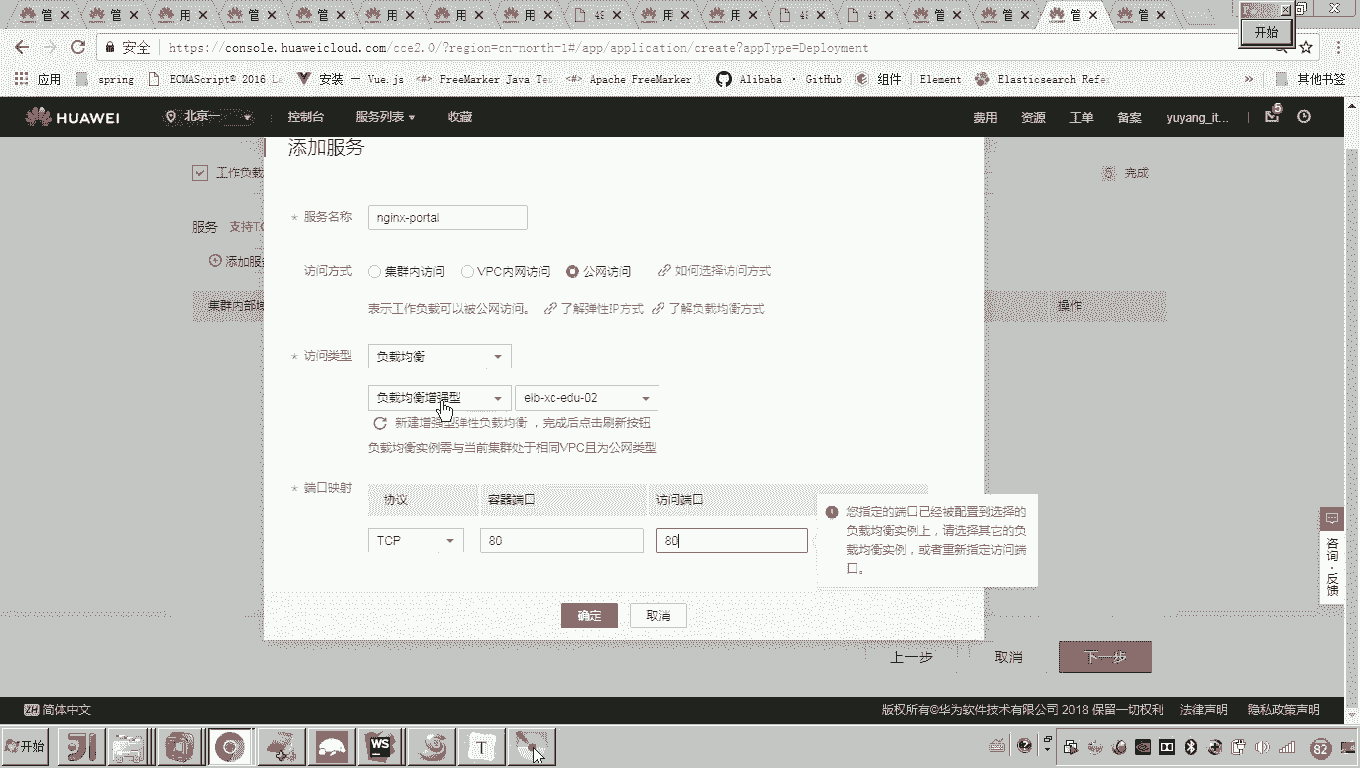 管 管 用 管 管 用 用 用 用 用 管 管 管 管
开始
安全 https://console.huaweicloud.com/cce2.0/?region=cn-north-1#/app/application/create?appType=Deployment
应用 spring ECMAScript® 2016 La 安装 — Vue.js FreeMarker Java Te Apache FreeMarker Alibaba · GitHub 组件 | Element Elasticsearch Refe » 其他书签
HUAWEI 北京一 控制台 服务列表 收藏 费用 资源 工单 备案 yuyang_it... 5
添加服务
工作负载 完成
* 服务名称 nginx-portal
服务 支持TC
添加服务
访问方式 集群内访问 VPC内网访问 公网访问 如何选择访问方式
集群内部域 操作
表示工作负载可以被公网访问。 了解弹性IP方式 了解负载均衡方式
* 访问类型 负载均衡
负载均衡增强型 elb-xc-edu-02
新建增强型弹性负载均衡，完成后点击刷新按钮
负载均衡实例需与当前集群处于相同VPC且为公网类型
* 端口映射 协议 容器端口 访问端口
TCP 80 80
您指定的端口已经被配置到选择的
负载均衡实例上，请选择其它的负
载均衡实例，或者重新指定访问端
口。
咨询·反馈
确定 取消
上一步 取消 下一步
ZH 简体中文 版权所有©华为软件技术有限公司 2018 保留一切权利 法律声明 隐私政策声明
开始 WS T 82